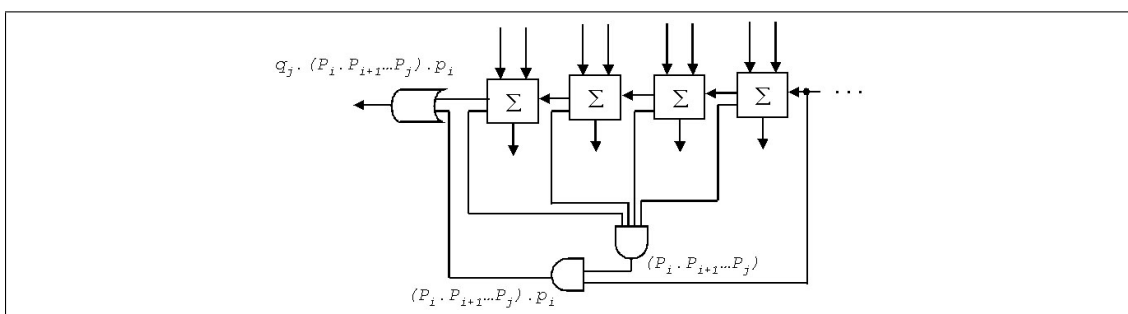 q_j.(P_i.P_{i+1}…P_j).p_i
Σ Σ Σ Σ ...
(P_i.P_{i+1}…P_j)
(P_i.P_{i+1}…P_j).p_i